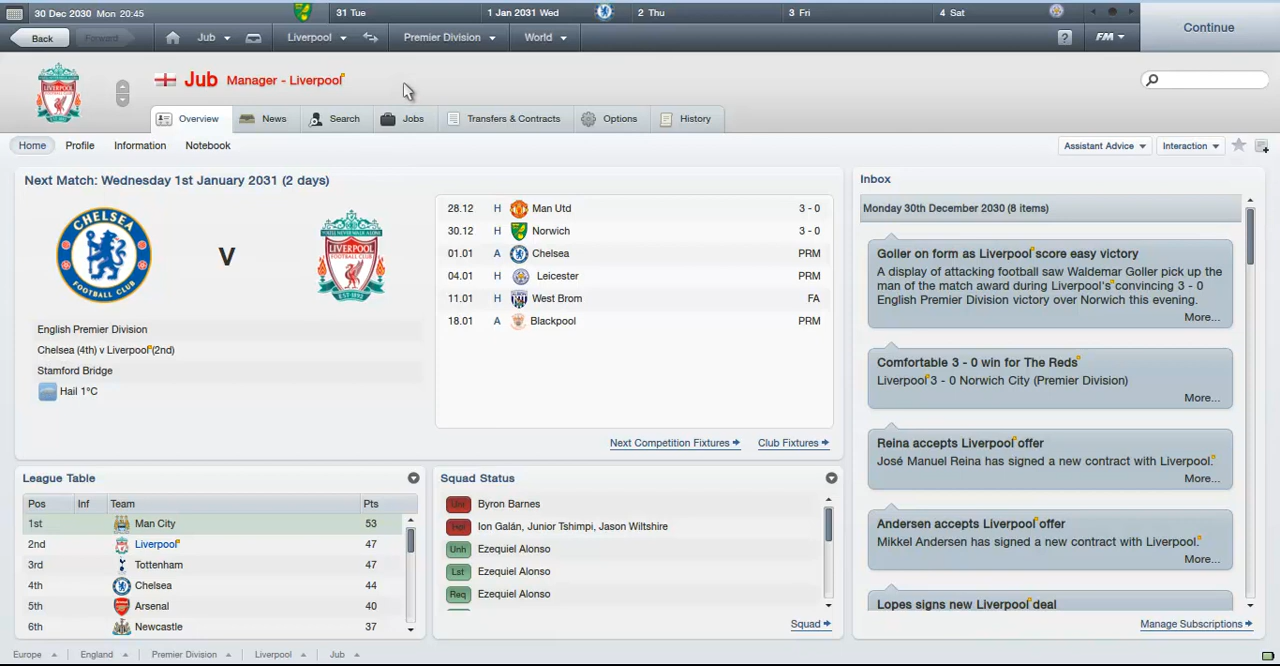 30 Dec 2030 Mon 20:45
31 Tue
1 Jan 2031 Wed
2 Thu
3 Fri
4 Sat
Continue
Back
Forward
Jub
Liverpool
Premier Division
World
?
FM
Jub Manager - Liverpool
Overview
News
Search
Jobs
Transfers & Contracts
Options
History
Home
Profile
Information
Notebook
Assistant Advice
Interaction
Next Match: Wednesday 1st January 2031 (2 days)
CHELSEA
FOOTBALL CLUB
V
LIVERPOOL
FOOTBALL CLUB
EST·1892
English Premier Division
Chelsea (4th) v Liverpool (2nd)
Stamford Bridge
Hail 1°C
28.12 H Man Utd 3 - 0
30.12 H Norwich 3 - 0
01.01 A Chelsea PRM
04.01 H Leicester PRM
11.01 H West Brom FA
18.01 A Blackpool PRM
Next Competition Fixtures
Club Fixtures
Inbox
Monday 30th December 2030 (8 items)
Goller on form as Liverpool score easy victory
A display of attacking football saw Waldemar Goller pick up the
man of the match award during Liverpool's convincing 3 - 0
English Premier Division victory over Norwich this evening.
More...
Comfortable 3 - 0 win for The Reds
Liverpool 3 - 0 Norwich City (Premier Division)
More...
Reina accepts Liverpool offer
José Manuel Reina has signed a new contract with Liverpool.
More...
Andersen accepts Liverpool offer
Mikkel Andersen has signed a new contract with Liverpool.
More...
Lopes signs new Liverpool deal
Manage Subscriptions
League Table
Pos Inf Team Pts
1st Man City 53
2nd Liverpool 47
3rd Tottenham 47
4th Chelsea 44
5th Arsenal 40
6th Newcastle 37
Squad Status
Uni Byron Barnes
Ion Galán, Junior Tshimpi, Jason Wiltshire
Unh Ezequiel Alonso
Lst Ezequiel Alonso
Req Ezequiel Alonso
Squad
Europe
England
Premier Division
Liverpool
Jub